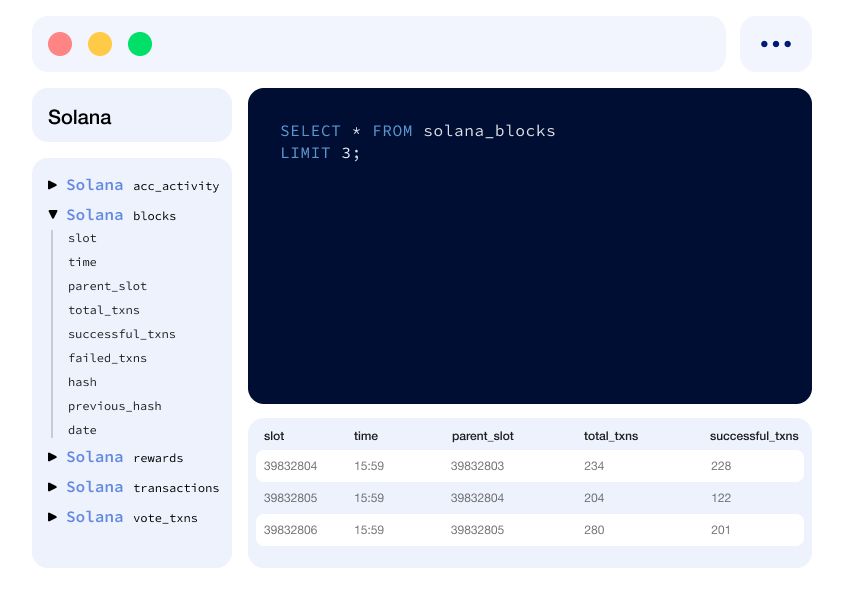 Solana
Solana acc_activity
Solana blocks
slot
time
parent_slot
total_txns
successful_txns
failed_txns
hash
previous_hash
date
Solana rewards
Solana transactions
Solana vote_txns
SELECT * FROM solana_blocks
LIMIT 3;
slot time parent_slot total_txns successful_txns
39832804 15:59 39832803 234 228
39832805 15:59 39832804 204 122
39832806 15:59 39832805 280 201